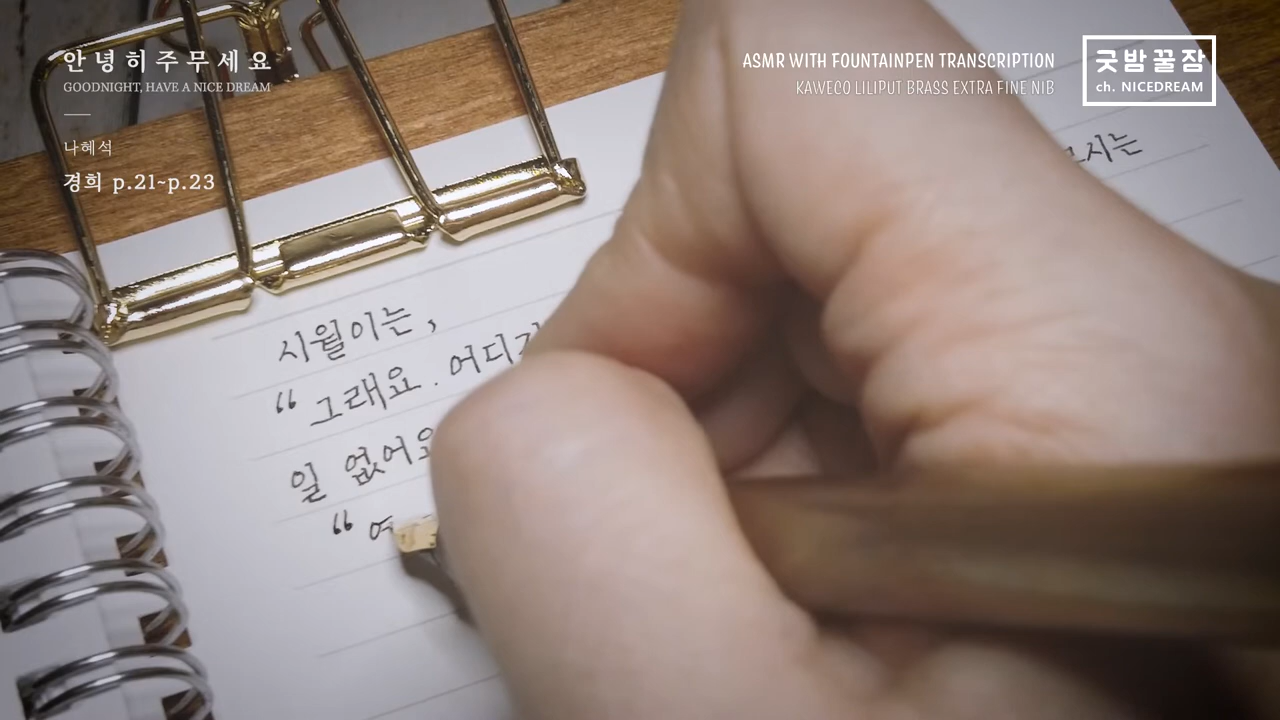 안녕히주무세요
GOODNIGHT, HAVE A NICE DREAM
나혜석
경희 p.21~p.23
ASMR WITH FOUNTAINPEN TRANSCRIPTION
KAWECO LILIPUT BRASS EXTRA FINE NIB
굿밤꿀잠
ch. NICEDREAM
시월이는,
“ 그래요. 어디
일 없어요
“